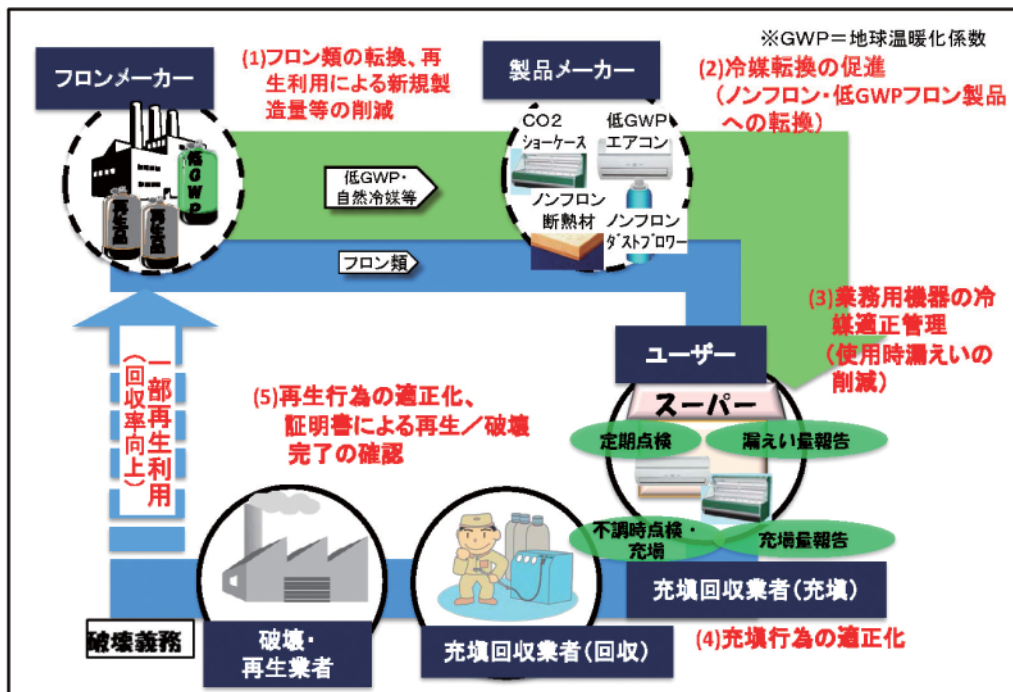 ※GWP＝地球温暖化係数
フロンメーカー
(1)フロン類の転換、再
生利用による新規製
造量等の削減
製品メーカー
(2)冷媒転換の促進
(ノンフロン・低GWPフロン製品
への転換)
低GWP
再生品
再生品
低GWP・
自然冷媒等
CO2
ショーケース
低GWP
エアコン
ノンフロン
断熱材
ノンフロン
ダストブロワー
フロン類
(3)業務用機器の冷
媒適正管理
(使用時漏えいの
削減)
ユーザー
スーパー
定期点検
漏えい量報告
不調時点検・
充填
充填量報告
一部再生利用
(回収率向上)
(5)再生行為の適正化、
証明書による再生／破壊
完了の確認
充填回収業者(充填)
(4)充填行為の適正化
充填回収業者(回収)
破壊・
再生業者
破壊義務